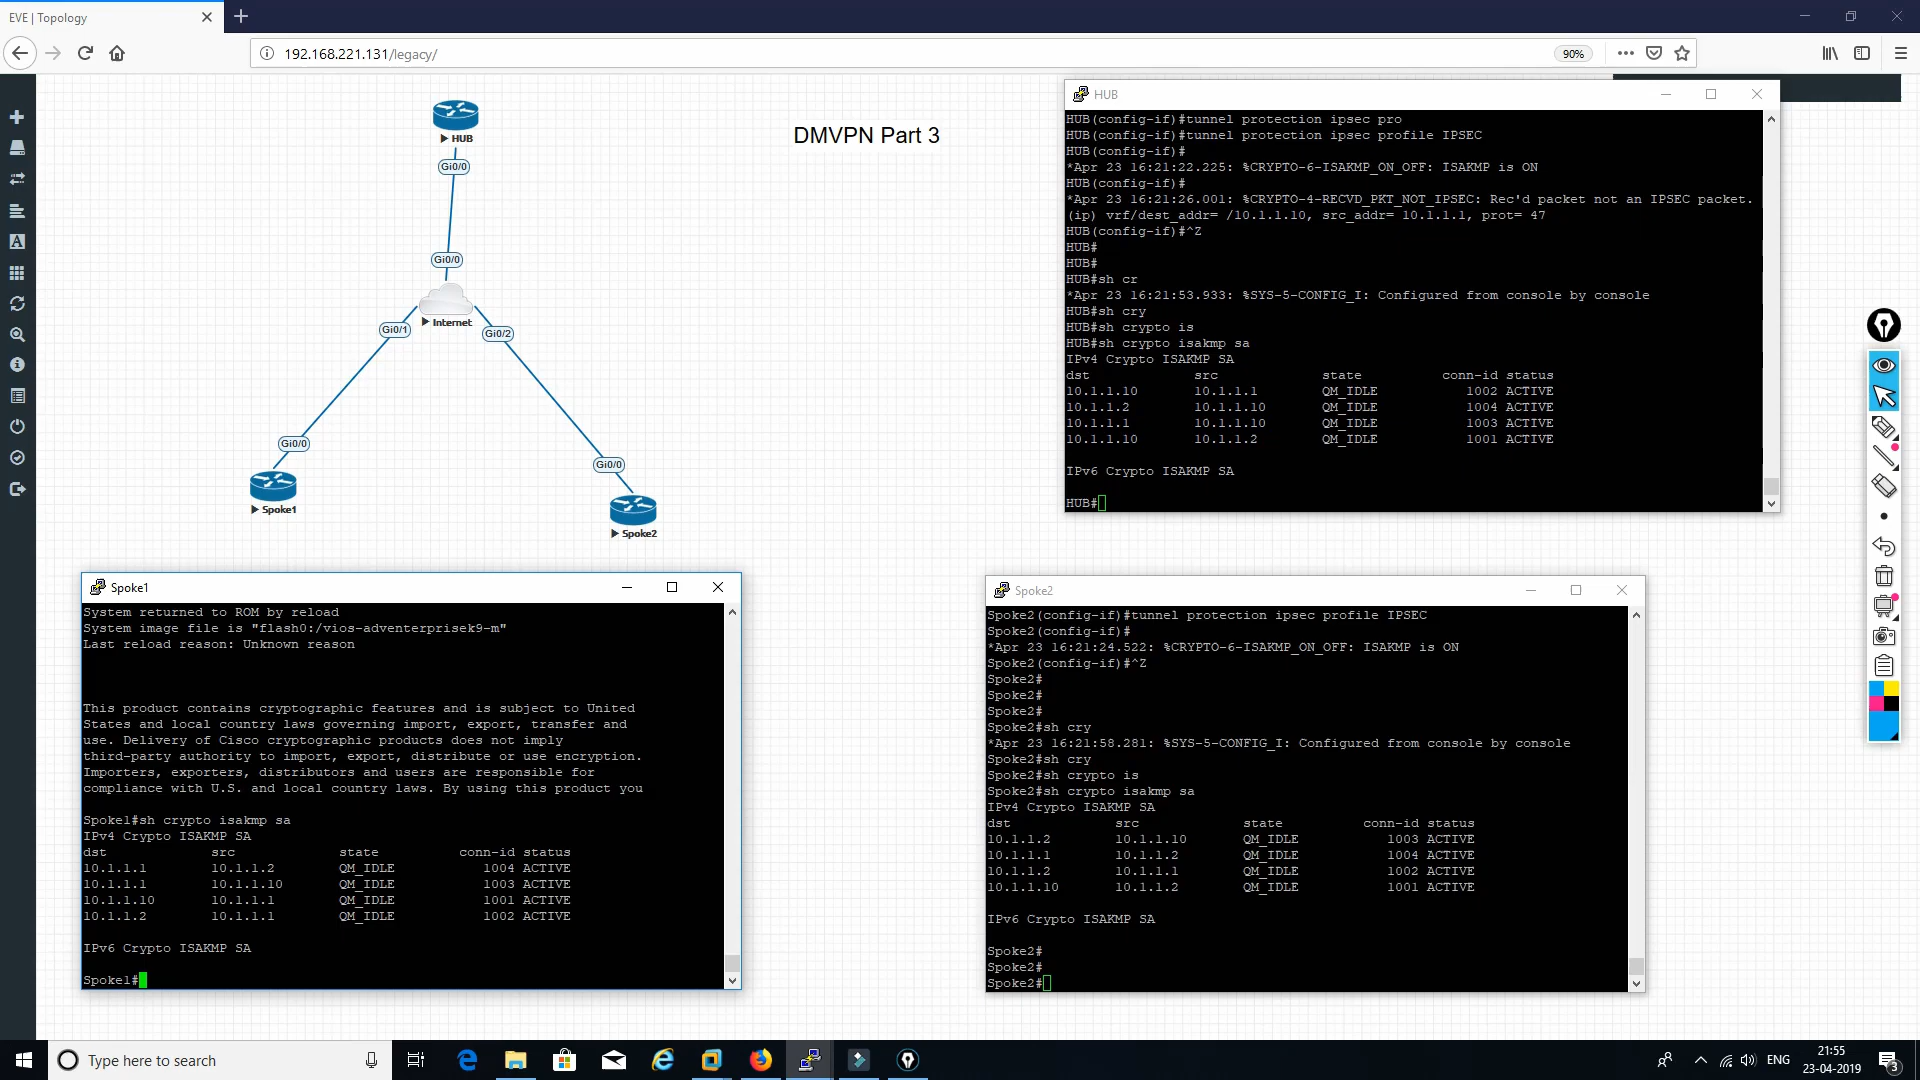 EVE | Topology
192.168.221.131/legacy/
90%
DMVPN Part 3
HUB
Gi0/0
Gi0/0
Internet
Gi0/1
Gi0/2
Gi0/0
Gi0/0
Spoke1
Spoke2
HUB
HUB(config-if)#tunnel protection ipsec pro
HUB(config-if)#tunnel protection ipsec profile IPSEC
HUB(config-if)#
*Apr 23 16:21:22.225: %CRYPTO-6-ISAKMP_ON_OFF: ISAKMP is ON
HUB(config-if)#
*Apr 23 16:21:26.001: %CRYPTO-4-RECVD_PKT_NOT_IPSEC: Rec'd packet not an IPSEC packet.
(ip) vrf/dest_addr= /10.1.1.10, src_addr= 10.1.1.1, prot= 47
HUB(config-if)#^Z
HUB#
HUB#
HUB#sh cr
*Apr 23 16:21:53.933: %SYS-5-CONFIG_I: Configured from console by console
HUB#sh cry
HUB#sh crypto is
HUB#sh crypto isakmp sa
IPv4 Crypto ISAKMP SA
dst src state conn-id status
10.1.1.10 10.1.1.1 QM_IDLE 1002 ACTIVE
10.1.1.2 10.1.1.10 QM_IDLE 1004 ACTIVE
10.1.1.1 10.1.1.10 QM_IDLE 1003 ACTIVE
10.1.1.10 10.1.1.2 QM_IDLE 1001 ACTIVE
IPv6 Crypto ISAKMP SA
HUB#
Spoke1
System returned to ROM by reload
System image file is "flash0:/vios-adventerprisek9-m"
Last reload reason: Unknown reason
This product contains cryptographic features and is subject to United
States and local country laws governing import, export, transfer and
use. Delivery of Cisco cryptographic products does not imply
third-party authority to import, export, distribute or use encryption.
Importers, exporters, distributors and users are responsible for
compliance with U.S. and local country laws. By using this product you
Spoke1#sh crypto isakmp sa
IPv4 Crypto ISAKMP SA
dst src state conn-id status
10.1.1.1 10.1.1.2 QM_IDLE 1004 ACTIVE
10.1.1.1 10.1.1.10 QM_IDLE 1003 ACTIVE
10.1.1.10 10.1.1.1 QM_IDLE 1001 ACTIVE
10.1.1.2 10.1.1.1 QM_IDLE 1002 ACTIVE
IPv6 Crypto ISAKMP SA
Spoke1#
Spoke2
Spoke2(config-if)#tunnel protection ipsec profile IPSEC
Spoke2(config-if)#
*Apr 23 16:21:24.522: %CRYPTO-6-ISAKMP_ON_OFF: ISAKMP is ON
Spoke2(config-if)#^Z
Spoke2#
Spoke2#
Spoke2#
Spoke2#sh cry
*Apr 23 16:21:58.281: %SYS-5-CONFIG_I: Configured from console by console
Spoke2#sh cry
Spoke2#sh crypto is
Spoke2#sh crypto isakmp sa
IPv4 Crypto ISAKMP SA
dst src state conn-id status
10.1.1.2 10.1.1.10 QM_IDLE 1003 ACTIVE
10.1.1.1 10.1.1.2 QM_IDLE 1004 ACTIVE
10.1.1.2 10.1.1.1 QM_IDLE 1002 ACTIVE
10.1.1.10 10.1.1.2 QM_IDLE 1001 ACTIVE
IPv6 Crypto ISAKMP SA
Spoke2#
Spoke2#
Spoke2#
Type here to search
ENG
21:55
23-04-2019
3